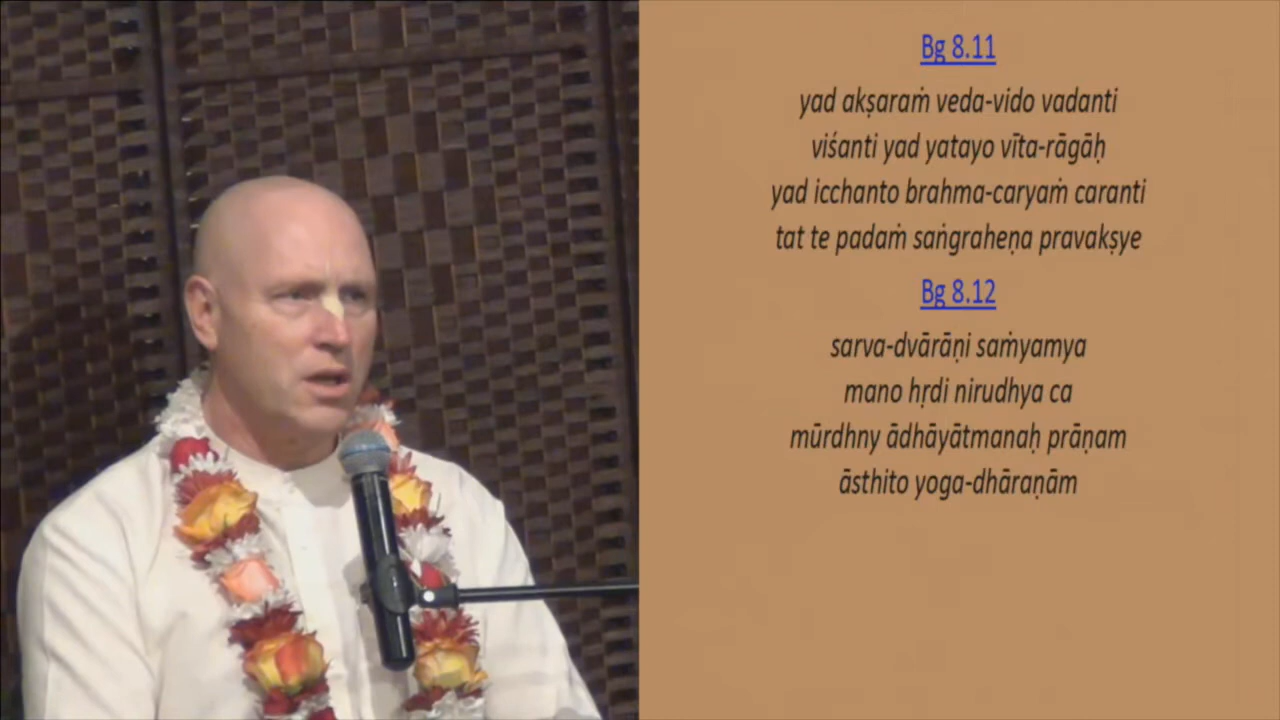 Bg 8.11
yad akṣaraṁ veda-vido vadanti
viśanti yad yatayo vīta-rāgāḥ
yad icchanto brahma-caryaṁ caranti
tat te padaṁ saṅgraheṇa pravakṣye
Bg 8.12
sarva-dvārāṇi saṁyamya
mano hṛdi nirudhya ca
mūrdhny ādhāyātmanaḥ prāṇam
āsthito yoga-dhāraṇām